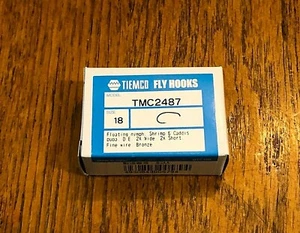 TIEMCO FLY HOOKS
MODEL
TMC2487
SIZE
18
Floating nymph, Shrimp & Caddis
pupa D.E. 2X Wide 2X Short
Fine wire Bronze